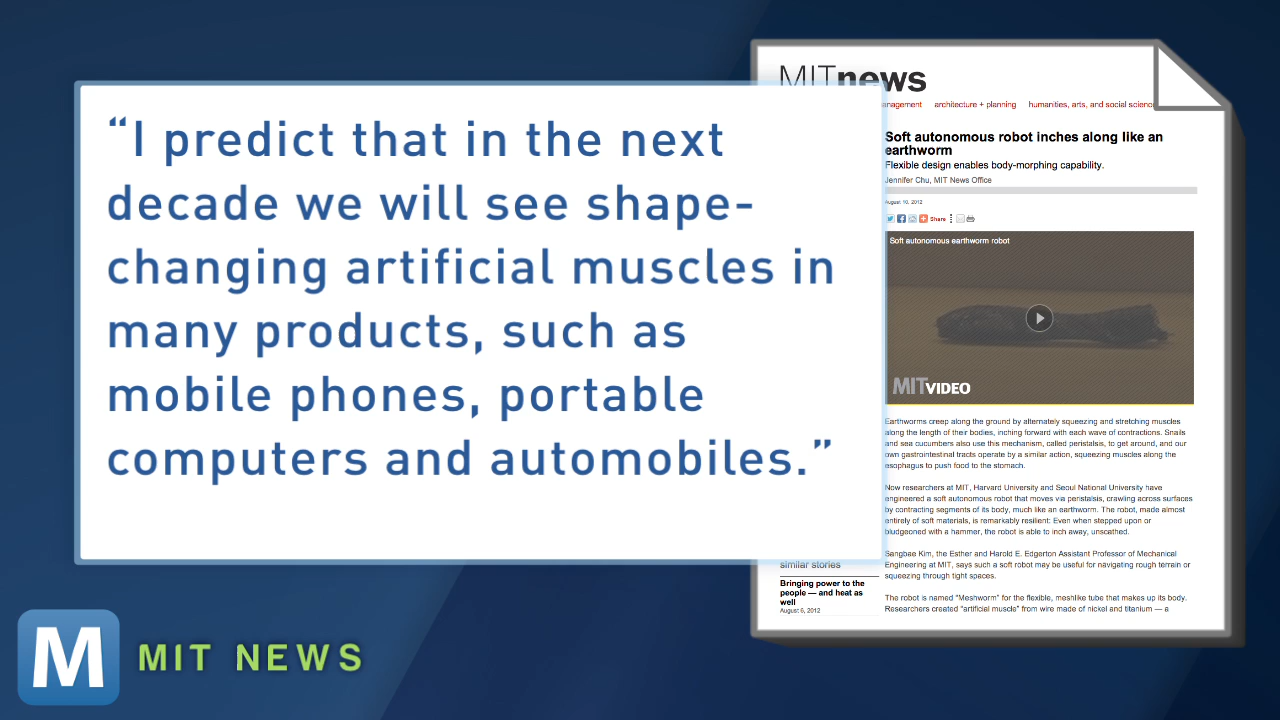 “I predict that in the next
decade we will see shape-
changing artificial muscles in
many products, such as
mobile phones, portable
computers and automobiles.”
MITnews
architecture + planning humanities, arts, and social
Soft autonomous robot inches along like an
earthworm
Flexible design enables body-morphing capability.
Jennifer Chu, MIT News Office
August 10, 2012
Share
Soft autonomous earthworm robot
MITVIDEO
Earthworms creep along the ground by alternately squeezing and stretching muscles
along the length of their bodies, inching forward with each wave of contractions. Snails
and sea cucumbers also use this mechanism, called peristalsis, to get around, and our
own gastrointestinal tracts operate by a similar action, squeezing muscles along the
esophagus to push food to the stomach.
Now researchers at MIT, Harvard University and Seoul National University have
engineered a soft autonomous robot that moves via peristalsis, crawling across surfaces
by contracting segments of its body, much like an earthworm. The robot, made almost
entirely of soft materials, is remarkably resilient: Even when stepped upon or
bludgeoned with a hammer, the robot is able to inch away, unscathed.
Sangbae Kim, the Esther and Harold E. Edgerton Assistant Professor of Mechanical
Engineering at MIT, says such a soft robot may be useful for navigating rough terrain or
squeezing through tight spaces.
The robot is named “Meshworm” for the flexible, meshlike tube that makes up its body.
Researchers created “artificial muscle” from wire made of nickel and titanium — a
similar stories
Bringing power to the
people — and heat as
well
August 6, 2012
M
MIT NEWS